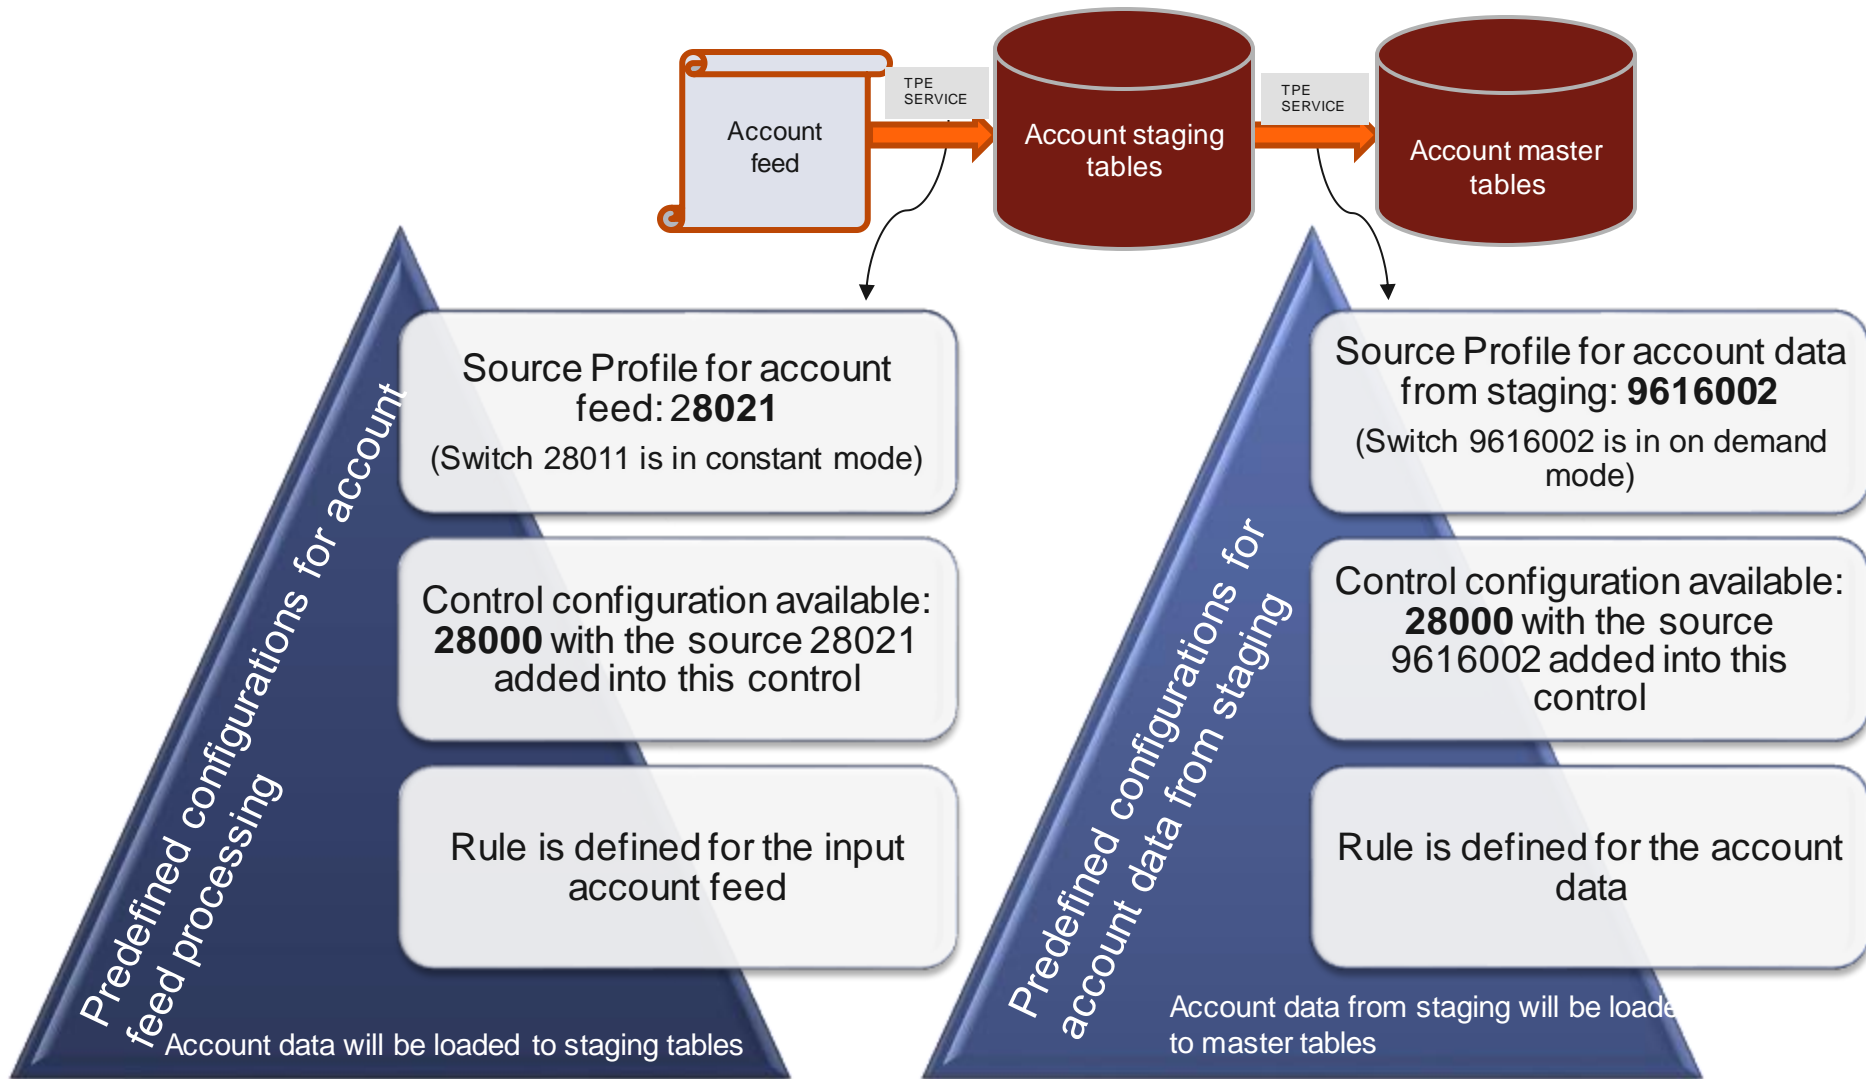 TPE
SERVICE
TPE
SERVICE
Account
feed
Account staging
tables
Account master
tables
Predefined configurations for account
feed processing
Source Profile for account
feed: 28021
(Switch 28011 is in constant mode)
Control configuration available:
28000 with the source 28021
added into this control
Rule is defined for the input
account feed
Account data will be loaded to staging tables
Predefined configurations for
account data from staging
Source Profile for account data
from staging: 9616002
(Switch 9616002 is in on demand
mode)
Control configuration available:
28000 with the source
9616002 added into this
control
Rule is defined for the account
data
Account data from staging will be loade
to master tables